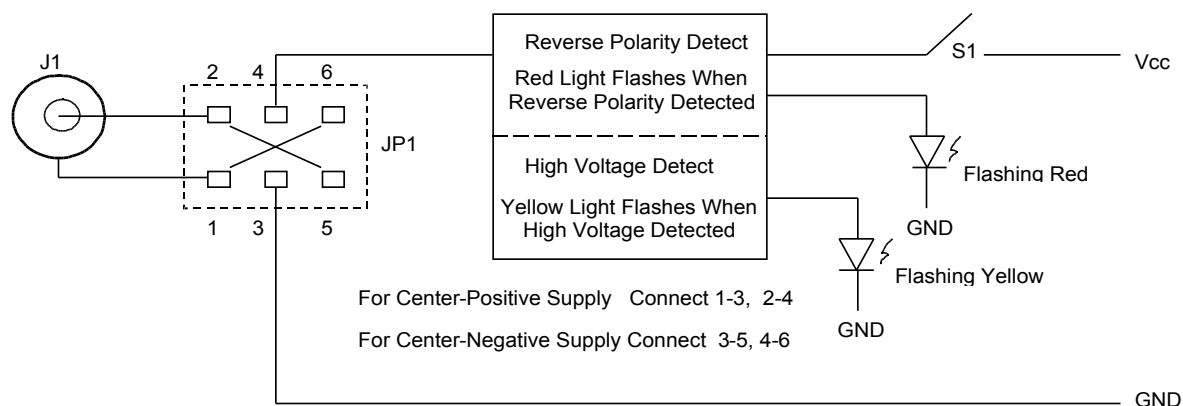 J1
2 4 6
JP1
1 3 5
Reverse Polarity Detect
Red Light Flashes When
Reverse Polarity Detected
High Voltage Detect
Yellow Light Flashes When
High Voltage Detected
S1
Vcc
Flashing Red
GND
Flashing Yellow
GND
For Center-Positive Supply Connect 1-3, 2-4
For Center-Negative Supply Connect 3-5, 4-6
GND